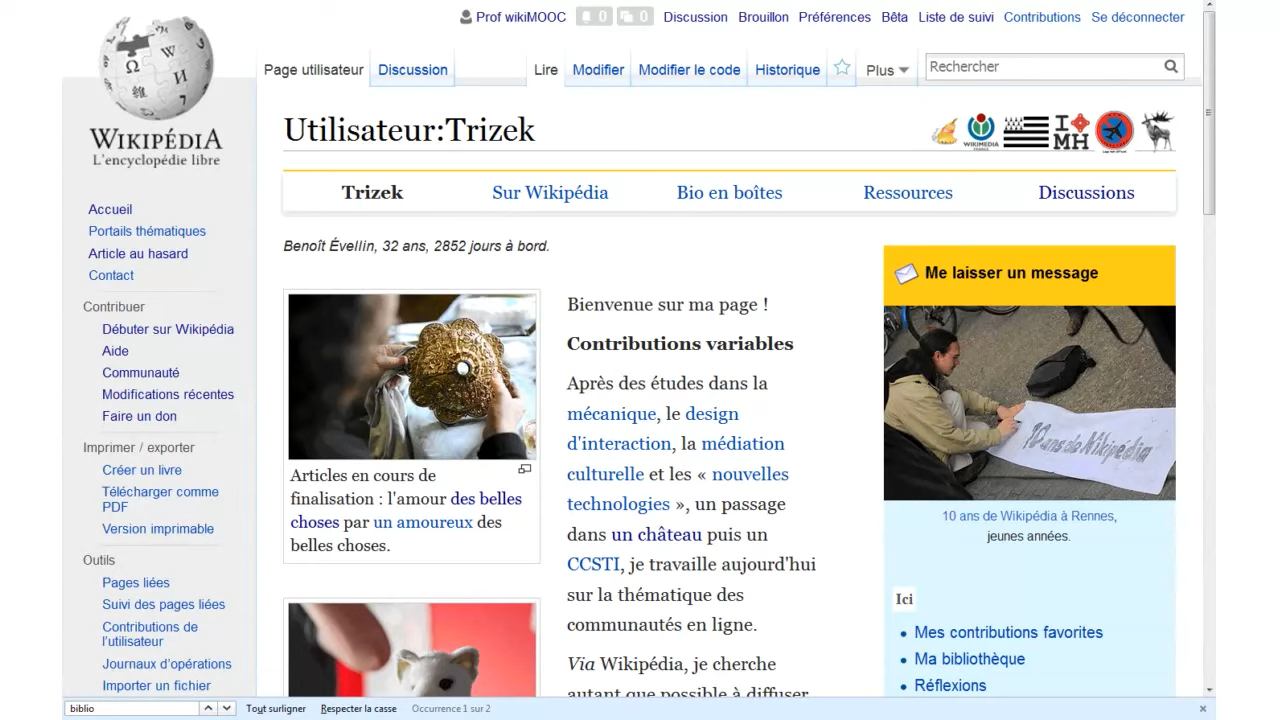 Prof wikiMOOC 0 0 Discussion Brouillon Préférences Bêta Liste de suivi Contributions Se déconnecter
Page utilisateur Discussion Lire Modifier Modifier le code Historique Plus Rechercher
WIKIPÉDIA
L'encyclopédie libre
Utilisateur:Trizek
WIKIMEDIA
FRANCE
I
MH
Trizek Sur Wikipédia Bio en boîtes Ressources Discussions
Benoît Évellin, 32 ans, 2852 jours à bord.
Accueil
Portails thématiques
Article au hasard
Contact
Contribuer
Débuter sur Wikipédia
Aide
Communauté
Modifications récentes
Faire un don
Imprimer / exporter
Créer un livre
Télécharger comme
PDF
Version imprimable
Outils
Pages liées
Suivi des pages liées
Contributions de
l'utilisateur
Journaux d'opérations
Importer un fichier
Articles en cours de
finalisation : l'amour des belles
choses par un amoureux des
belles choses.
Bienvenue sur ma page !
Contributions variables
Après des études dans la
mécanique, le design
d'interaction, la médiation
culturelle et les « nouvelles
technologies », un passage
dans un château puis un
CCSTI, je travaille aujourd'hui
sur la thématique des
communautés en ligne.
Via Wikipédia, je cherche
autant que possible à diffuser
Me laisser un message
10 ans de Wikipédia
10 ans de Wikipédia à Rennes,
jeunes années.
Ici
Mes contributions favorites
Ma bibliothèque
Réflexions
biblio Tout surligner Respecter la casse Occurrence 1 sur 2